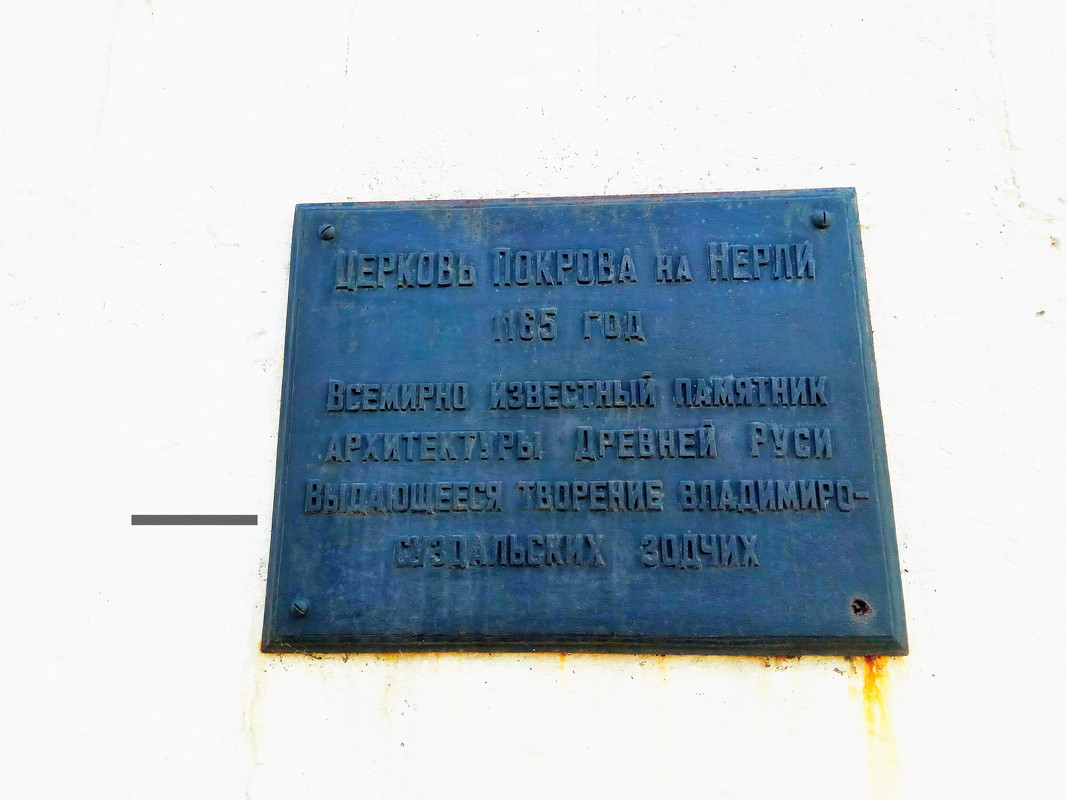 Церковь Покрова на Нерли
1165 год
Всемирно известный памятник
архитектуры Древней Руси
Выдающееся творение владимиро-
суздальских зодчих